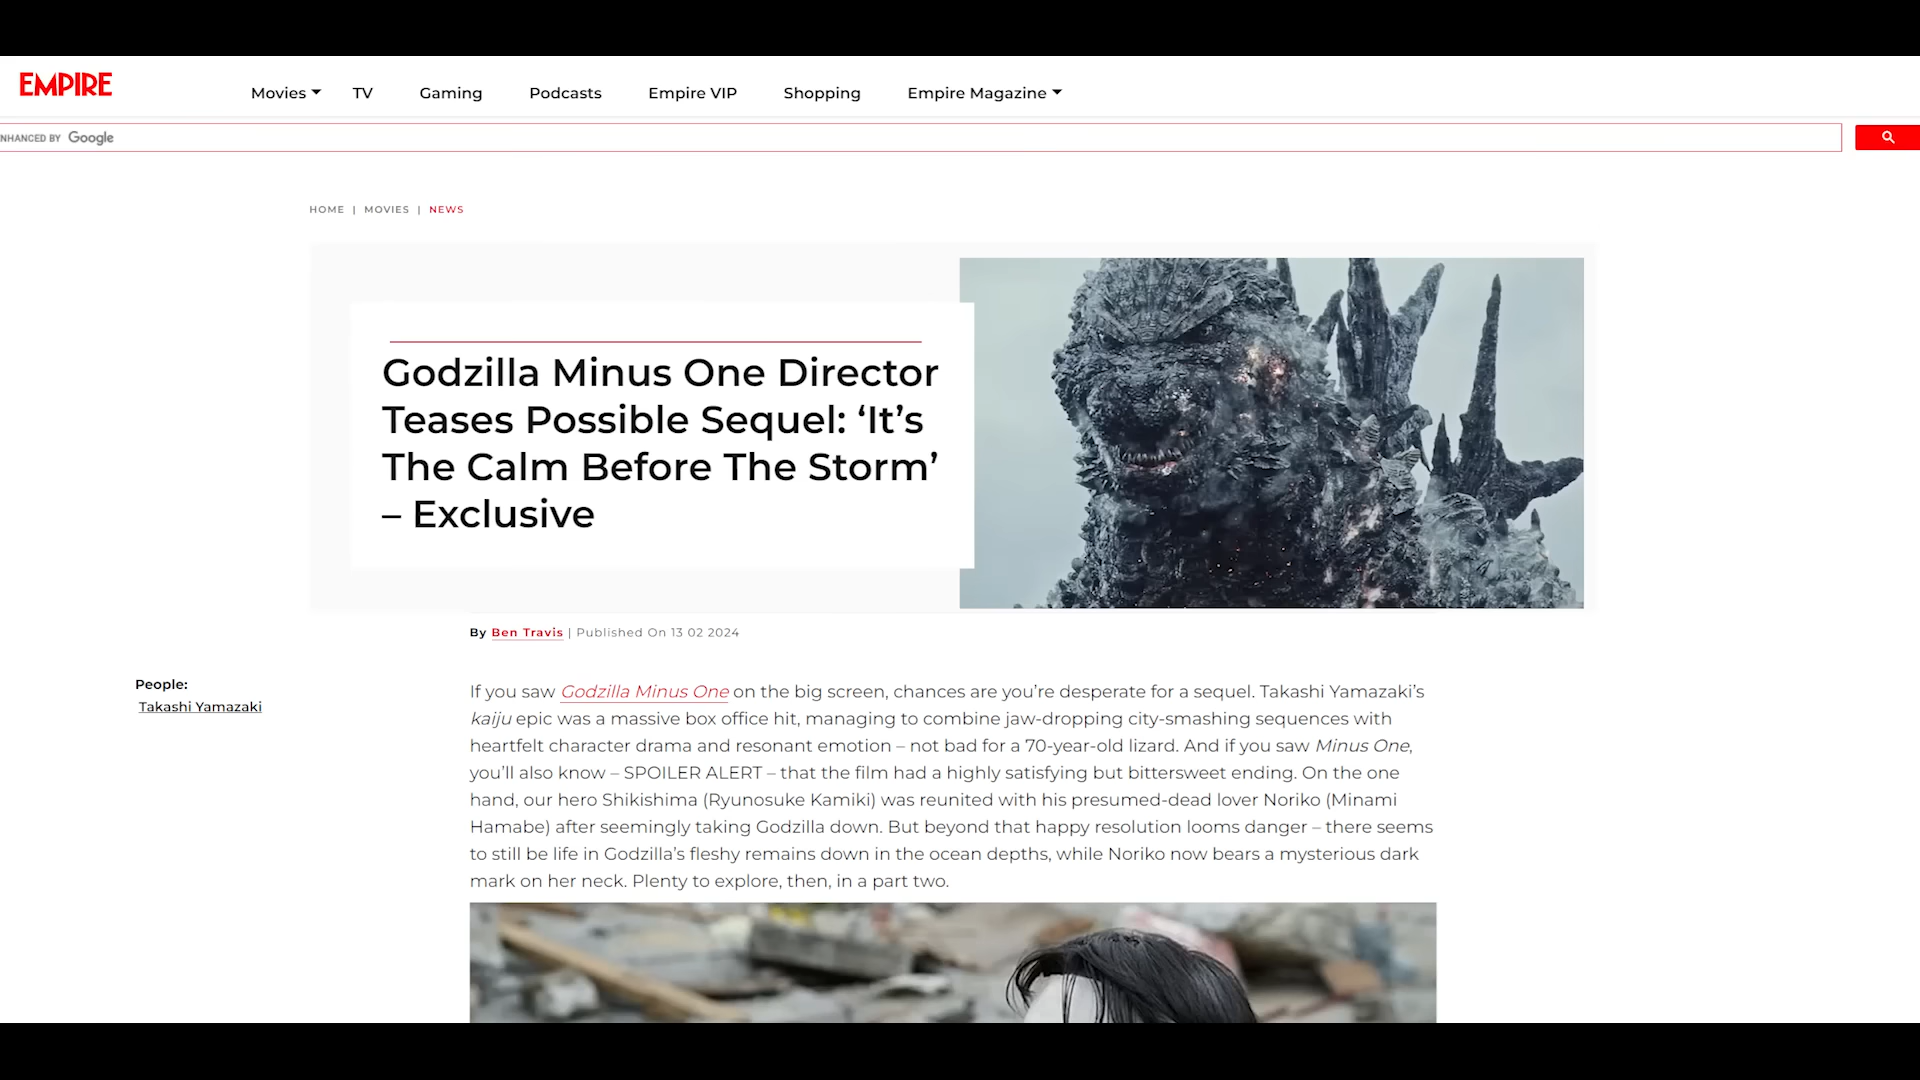 EMPIRE
Movies TV Gaming Podcasts Empire VIP Shopping Empire Magazine
NHANCED BY Google
HOME | MOVIES | NEWS
Godzilla Minus One Director
Teases Possible Sequel: ‘It’s
The Calm Before The Storm’
– Exclusive
By Ben Travis | Published On 13 02 2024
People:
Takashi Yamazaki
If you saw Godzilla Minus One on the big screen, chances are you’re desperate for a sequel. Takashi Yamazaki’s
kaiju epic was a massive box office hit, managing to combine jaw-dropping city-smashing sequences with
heartfelt character drama and resonant emotion – not bad for a 70-year-old lizard. And if you saw Minus One,
you’ll also know – SPOILER ALERT – that the film had a highly satisfying but bittersweet ending. On the one
hand, our hero Shikishima (Ryunosuke Kamiki) was reunited with his presumed-dead lover Noriko (Minami
Hamabe) after seemingly taking Godzilla down. But beyond that happy resolution looms danger – there seems
to still be life in Godzilla’s fleshy remains down in the ocean depths, while Noriko now bears a mysterious dark
mark on her neck. Plenty to explore, then, in a part two.